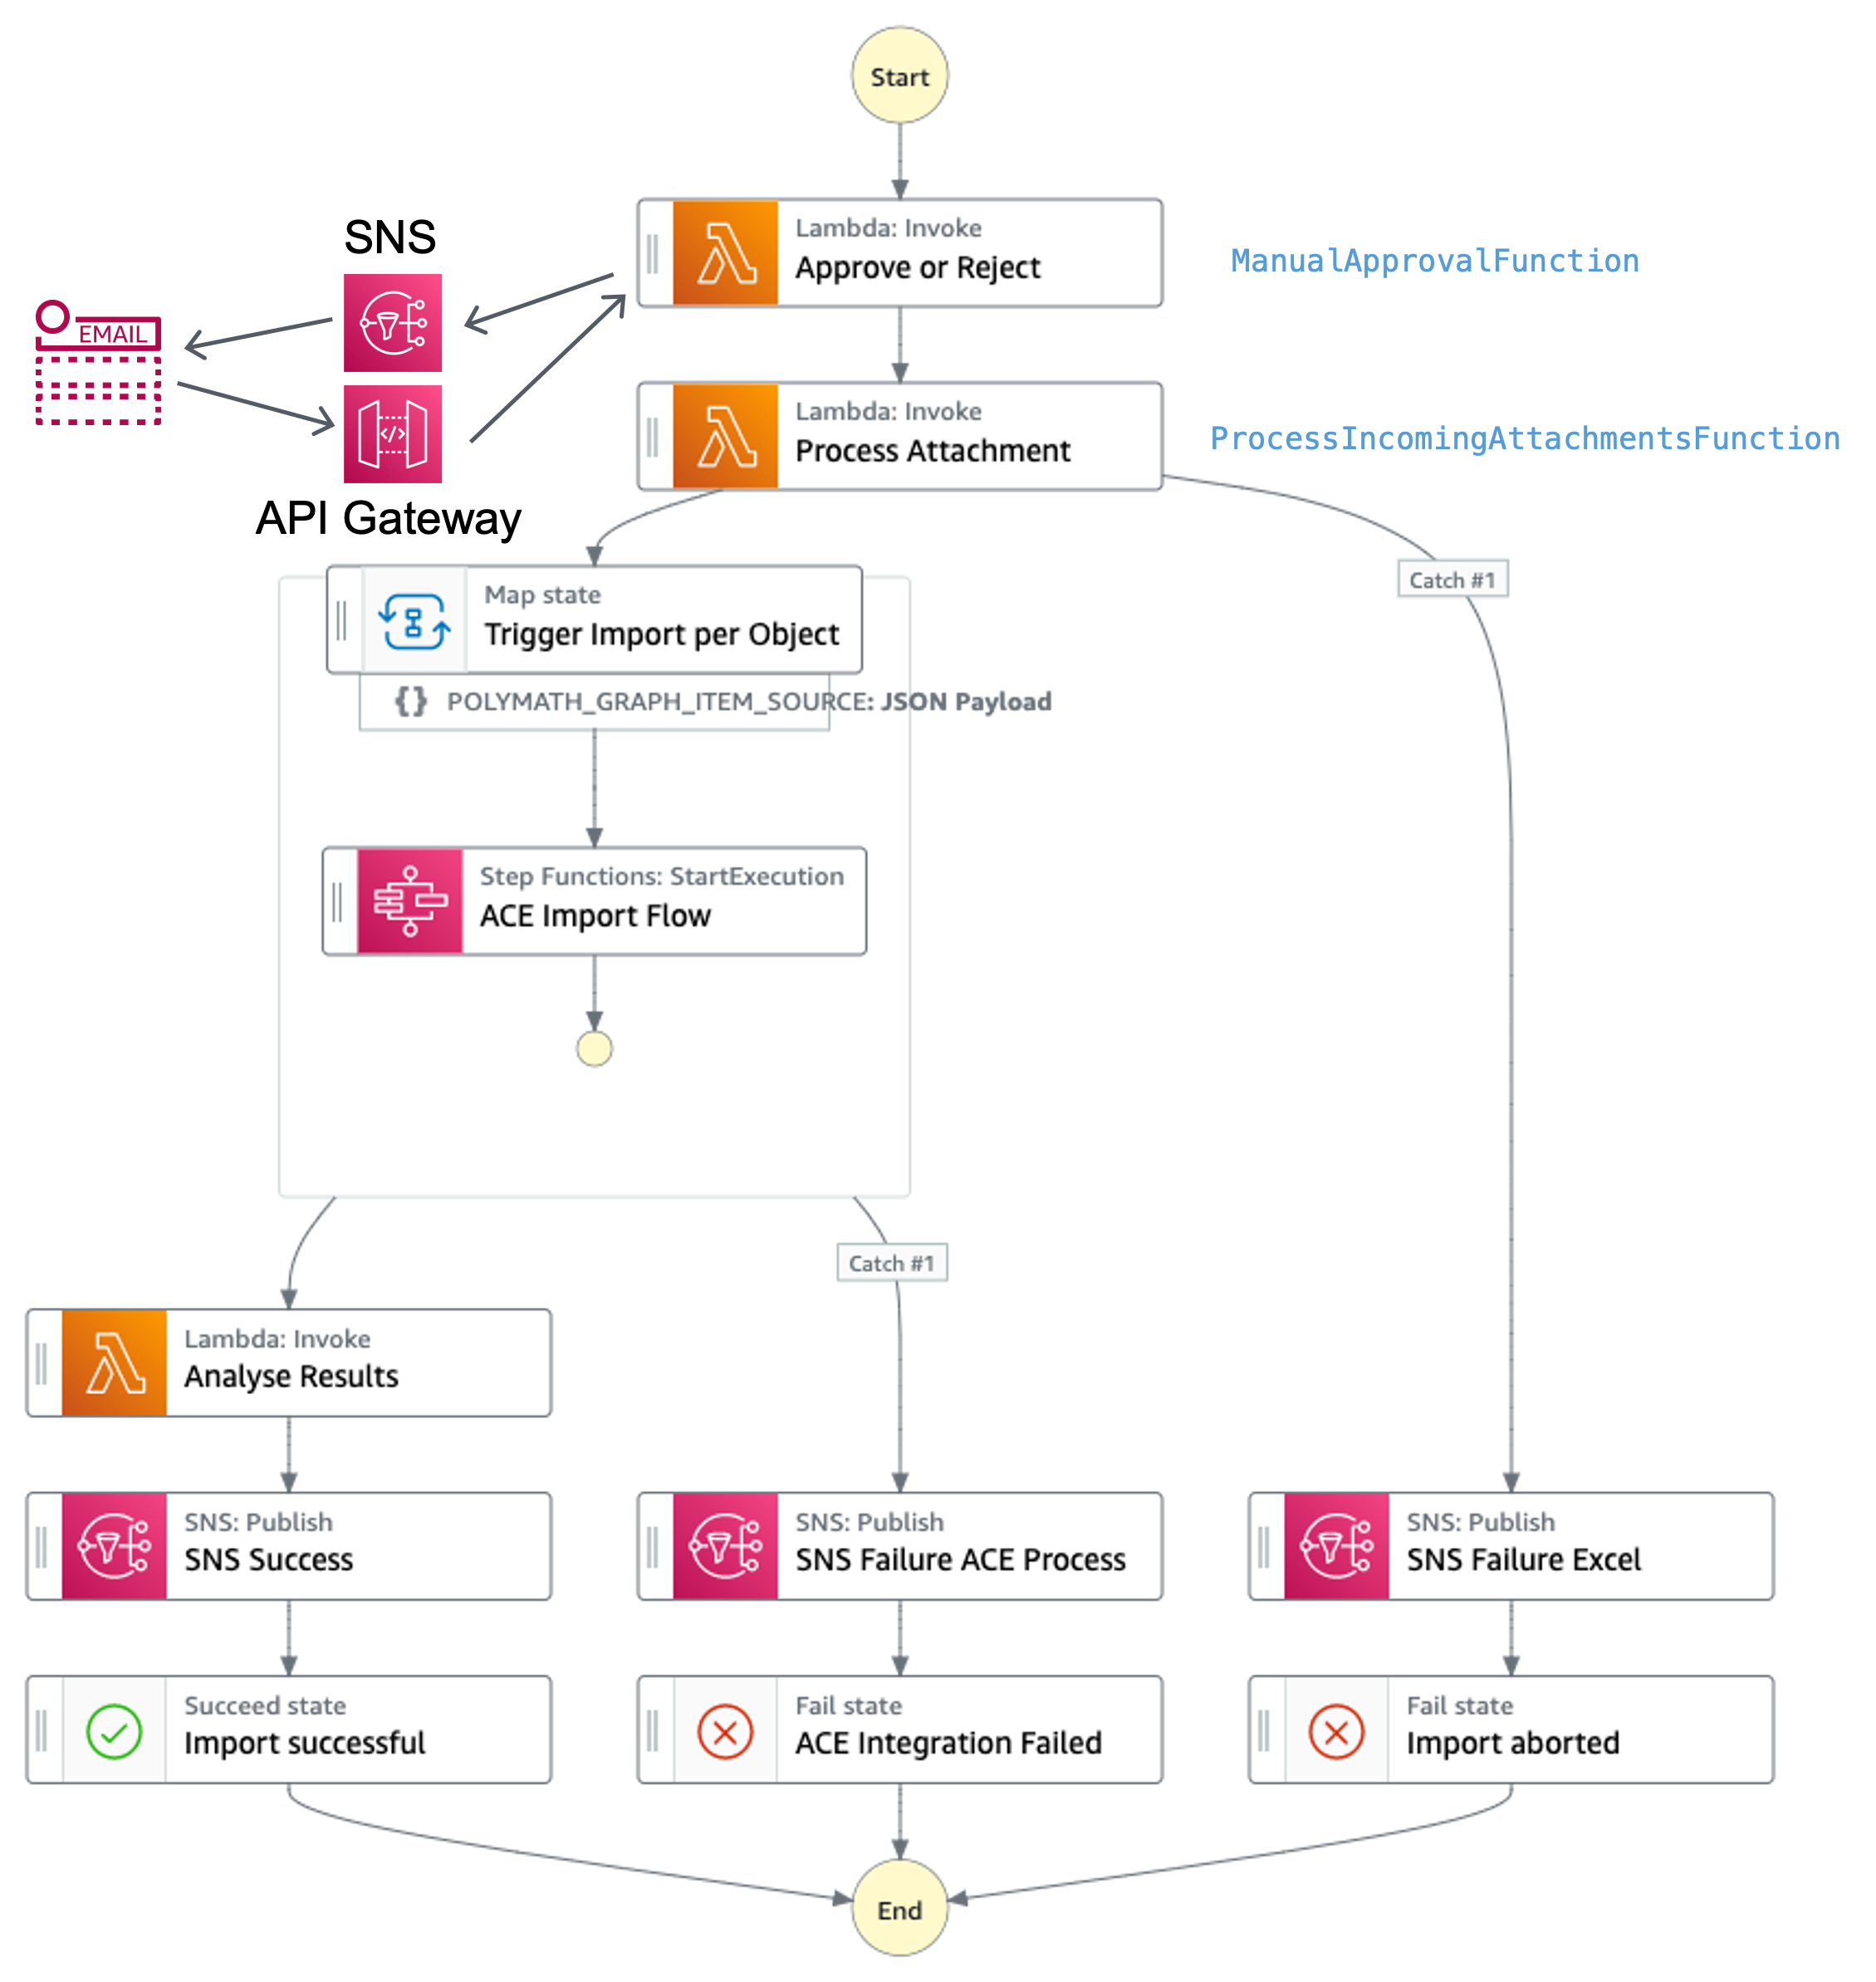 Start
Lambda: Invoke
Approve or Reject
ManualApprovalFunction
SNS
EMAIL
</>
API Gateway
Lambda: Invoke
Process Attachment
ProcessIncomingAttachmentsFunction
Catch #1
Map state
Trigger Import per Object
{} POLYMATH_GRAPH_ITEM_SOURCE: JSON Payload
Step Functions: StartExecution
ACE Import Flow
Catch #1
Lambda: Invoke
Analyse Results
SNS: Publish
SNS Success
SNS: Publish
SNS Failure ACE Process
SNS: Publish
SNS Failure Excel
Succeed state
Import successful
Fail state
ACE Integration Failed
Fail state
Import aborted
End